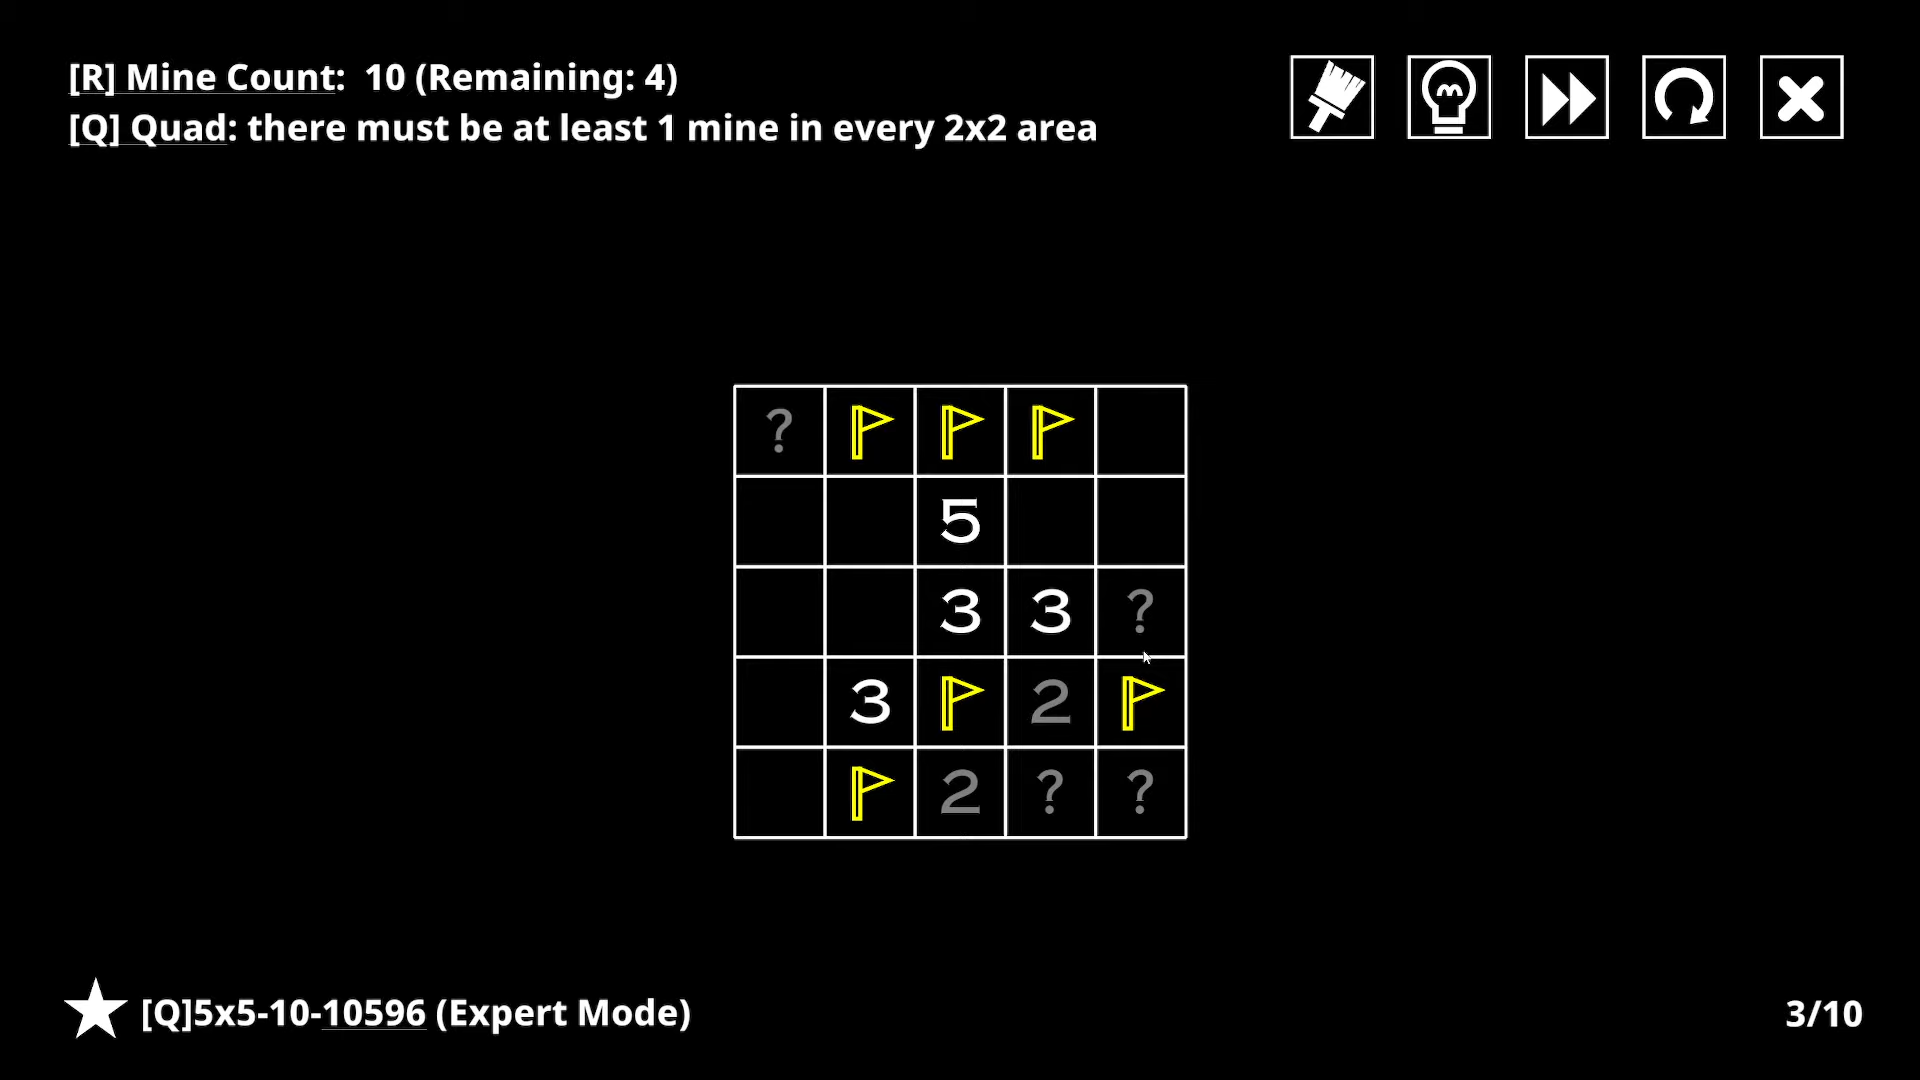 [R] Mine Count: 10 (Remaining: 4)
[Q] Quad: there must be at least 1 mine in every 2x2 area
?
5
3 3 ?
3 2
2 ? ?
[Q]5x5-10-10596 (Expert Mode)
3/10